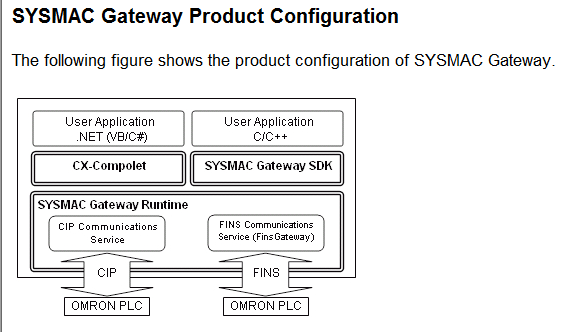 SYSMAC Gateway Product Configuration
The following figure shows the product configuration of SYSMAC Gateway.
User Application
.NET (VB/C#)
User Application
C/C++
CX-Compolet
SYSMAC Gateway SDK
SYSMAC Gateway Runtime
CIP Communications
Service
FINS Communications
Service (FinsGateway)
CIP
FINS
OMRON PLC
OMRON PLC